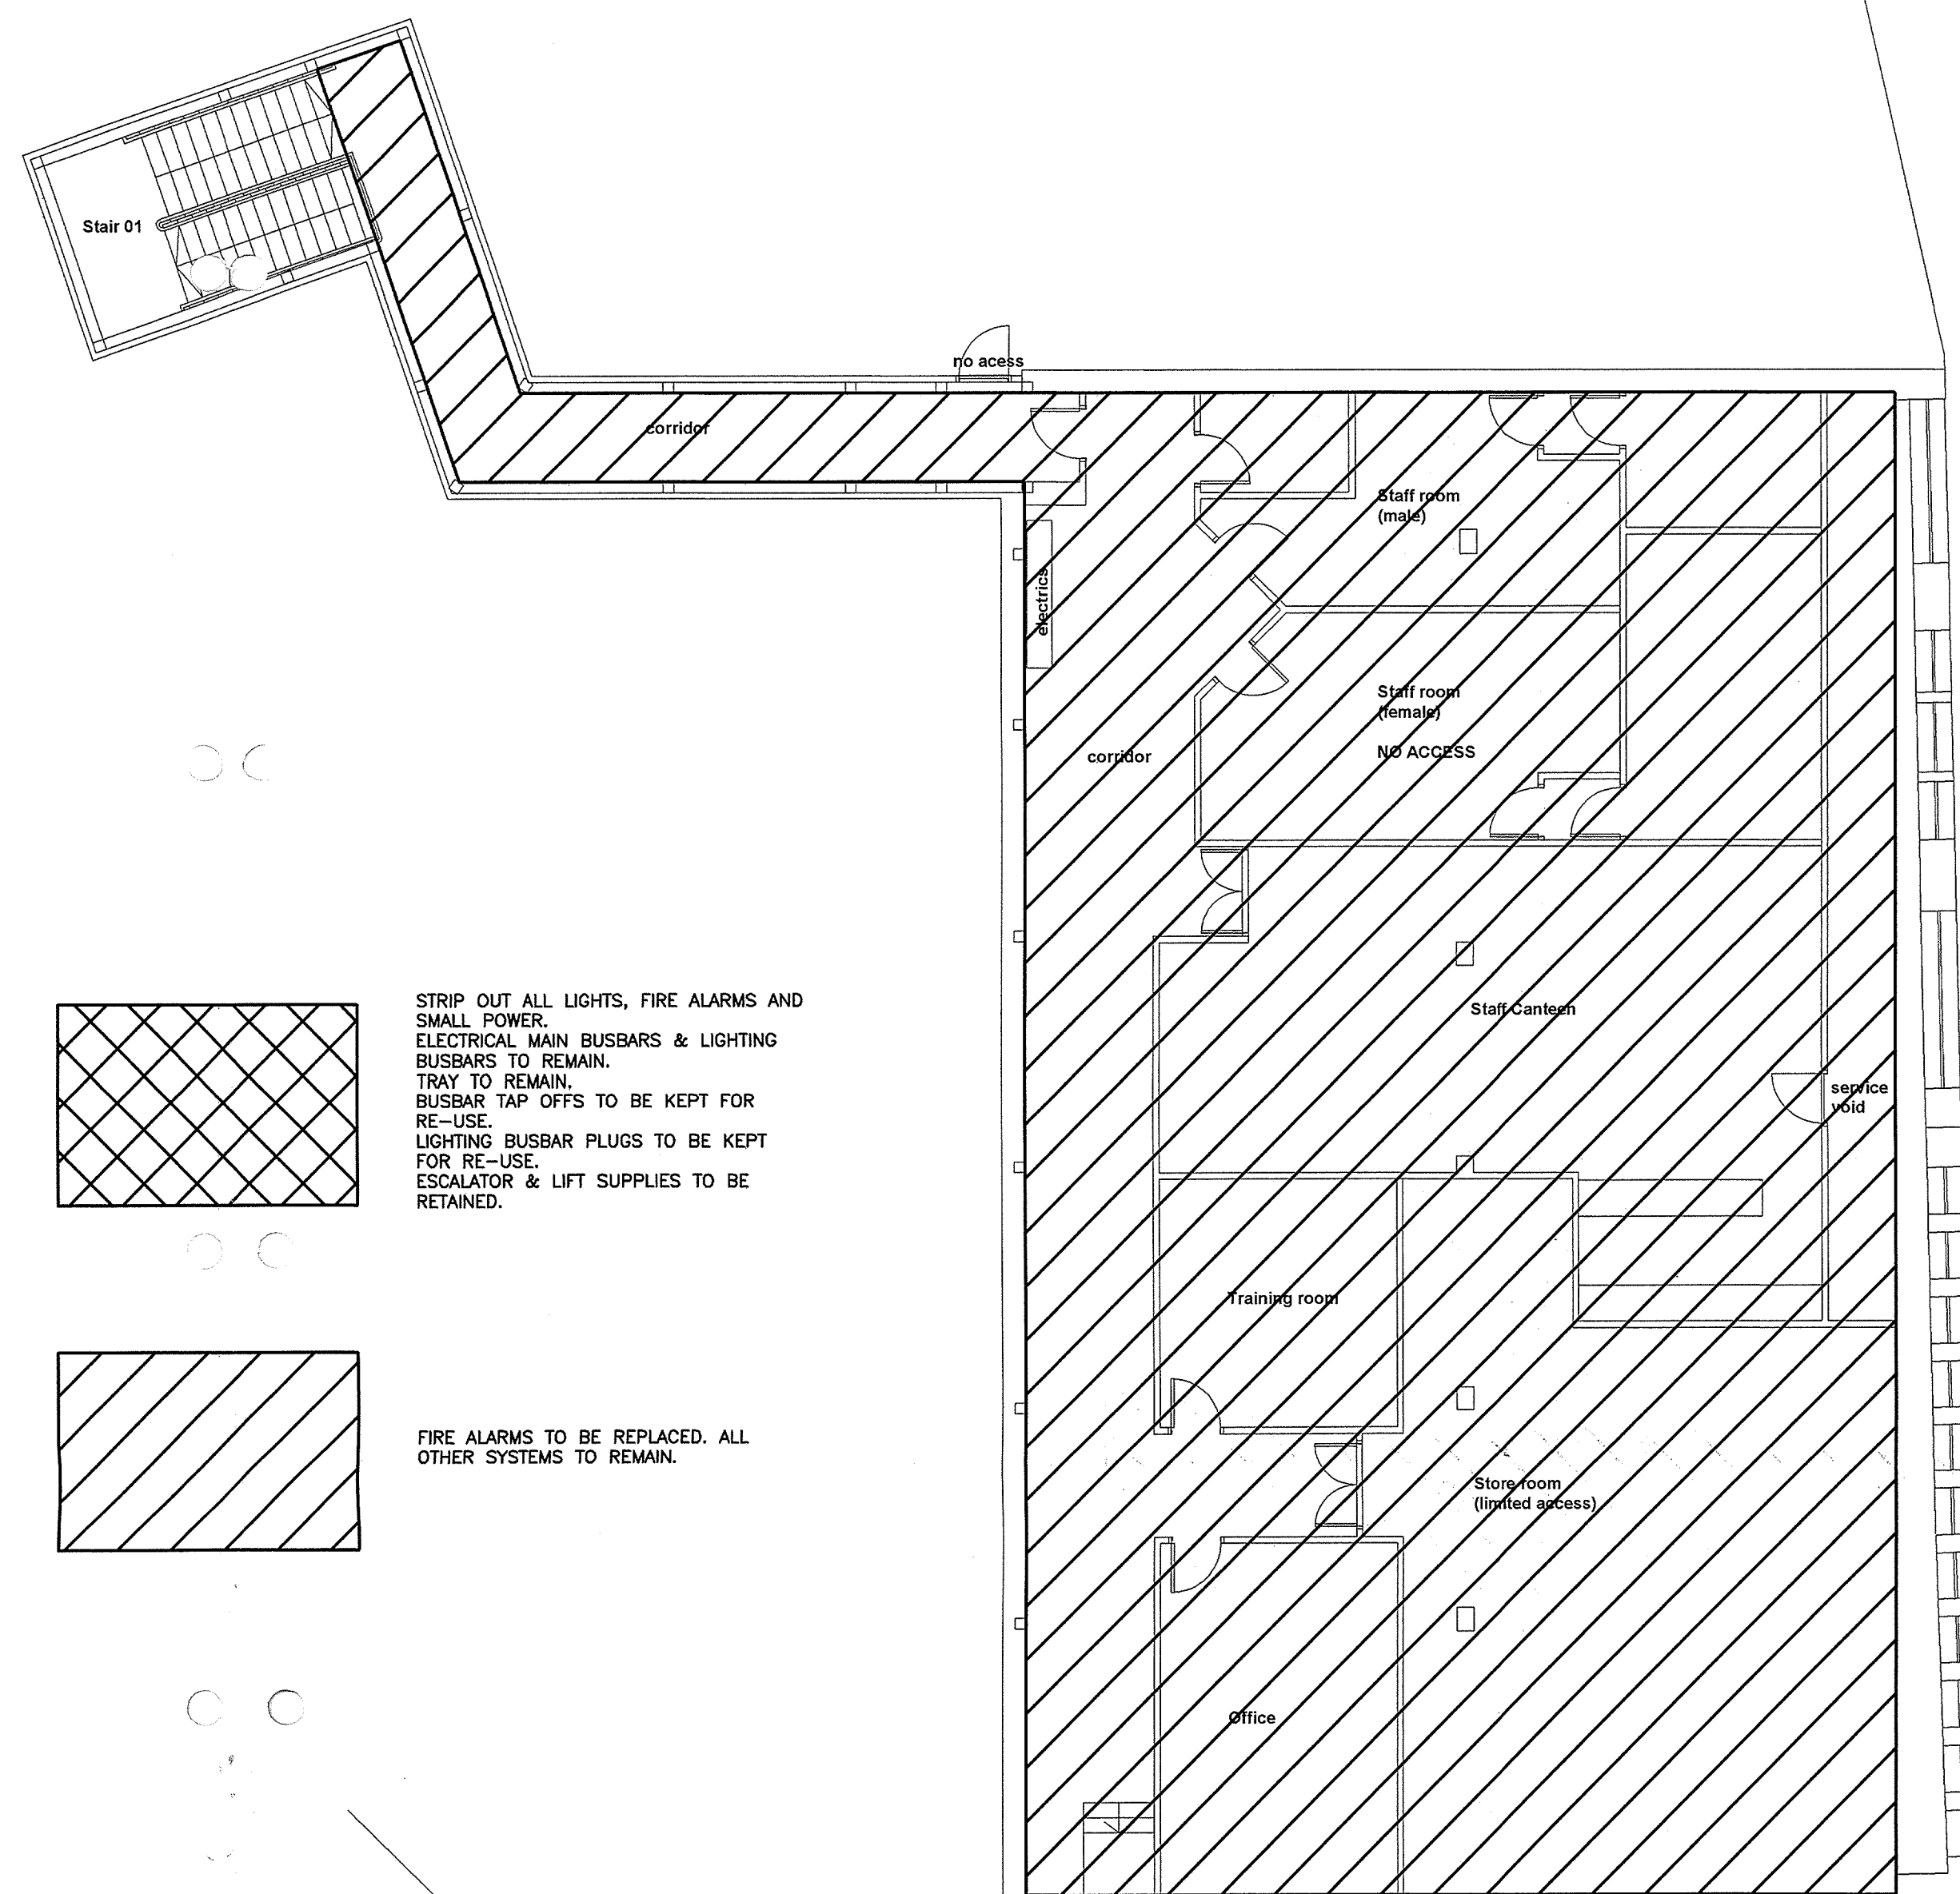 Stair 01
no acess
corridor
Staff room
(male)
electrics
Staff room
(female)
NO ACCESS
corridor
STRIP OUT ALL LIGHTS, FIRE ALARMS AND
SMALL POWER.
ELECTRICAL MAIN BUSBARS & LIGHTING
BUSBARS TO REMAIN.
TRAY TO REMAIN.
BUSBAR TAP OFFS TO BE KEPT FOR
RE-USE.
LIGHTING BUSBAR PLUGS TO BE KEPT
FOR RE-USE.
ESCALATOR & LIFT SUPPLIES TO BE
RETAINED.
Staff Canteen
service
void
Training room
FIRE ALARMS TO BE REPLACED. ALL
OTHER SYSTEMS TO REMAIN.
Store room
(limited access)
Office